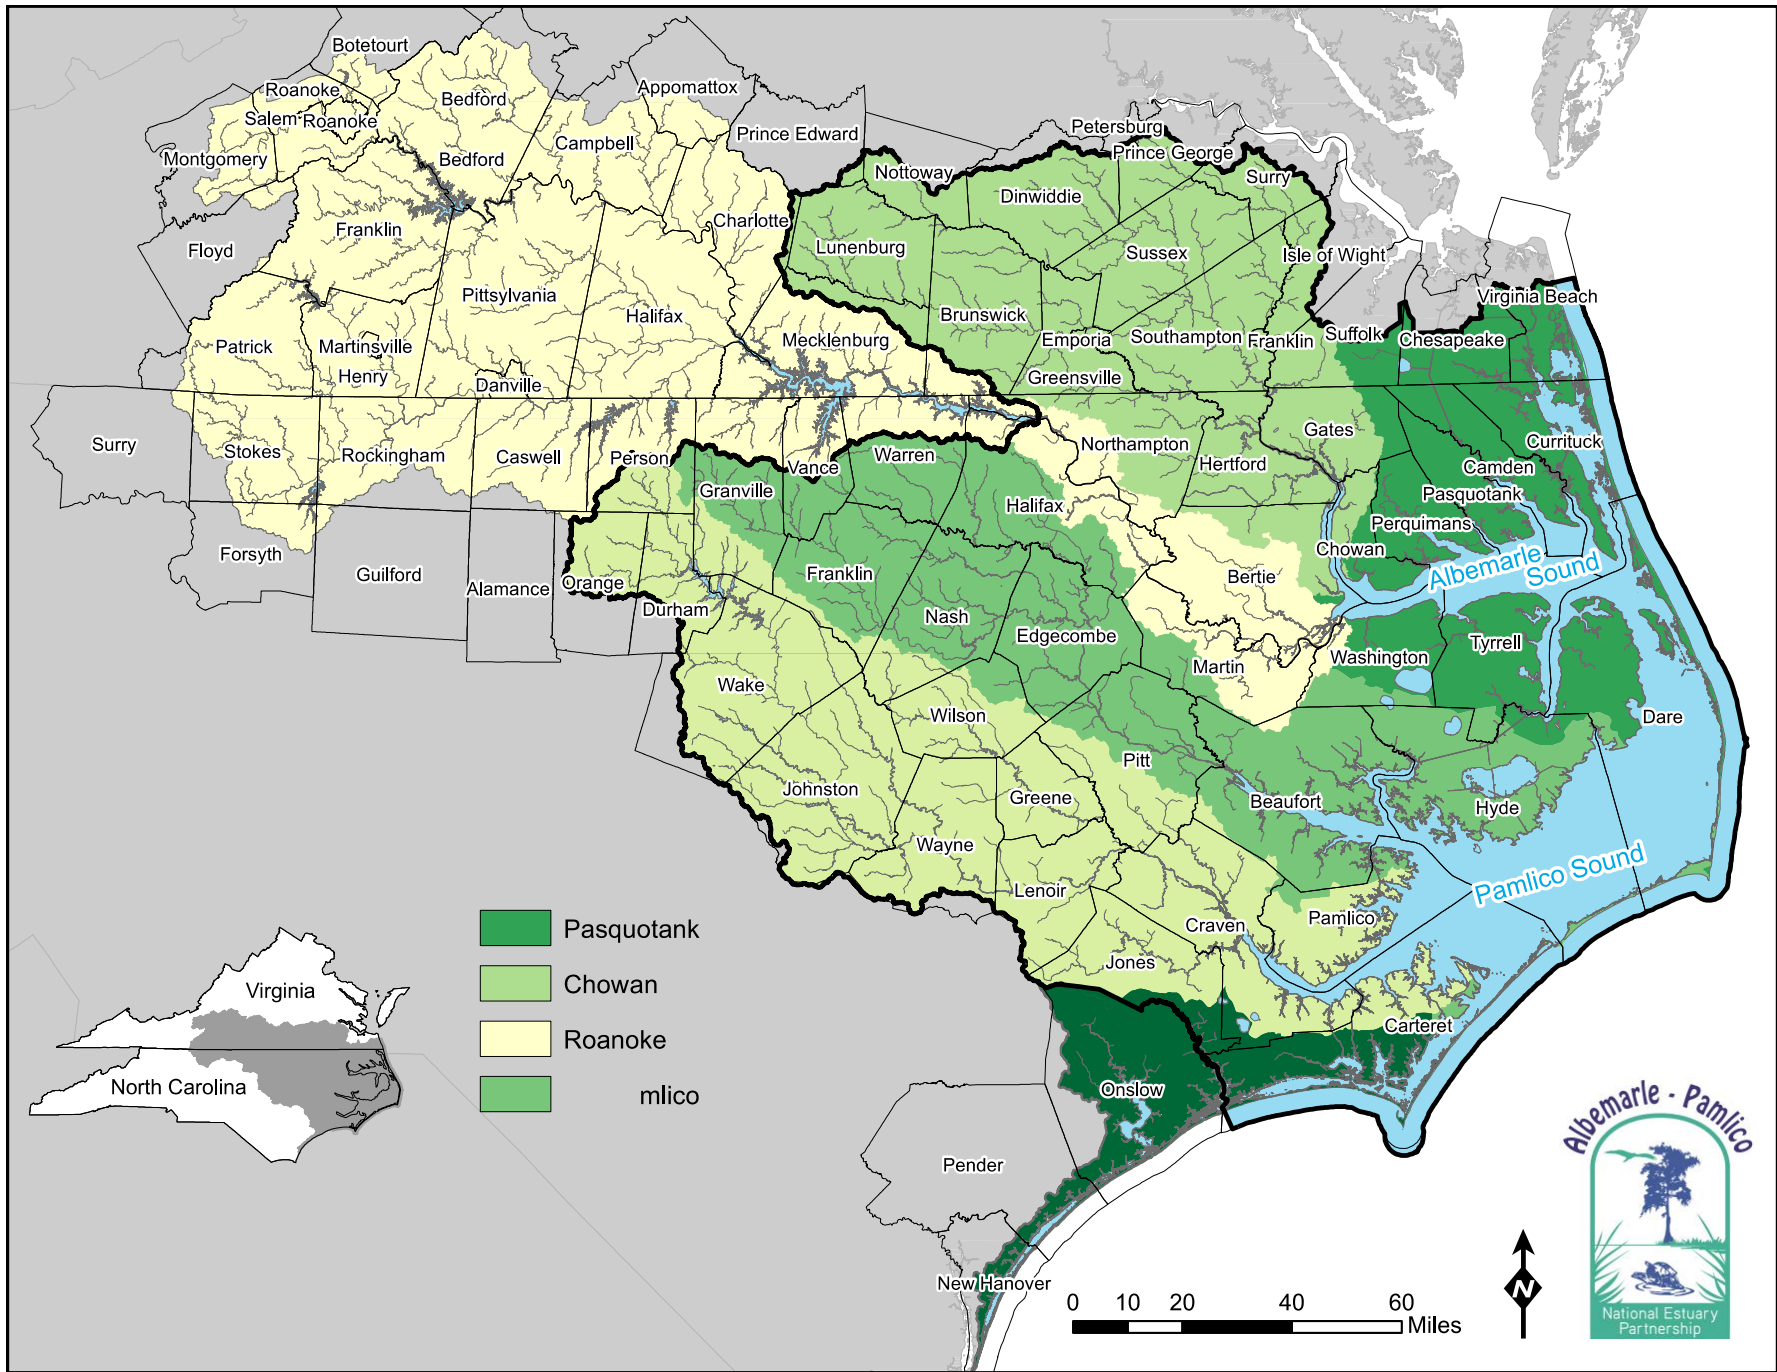 Botetourt
Roanoke
Bedford
Appomattox
Salem
Roanoke
Prince Edward
Petersburg
Campbell
Montgomery
Bedford
Prince George
Nottoway
Surry
Dinwiddie
Franklin
Charlotte
Floyd
Lunenburg
Sussex
Isle of Wight
Pittsylvania
Halifax
Virginia Beach
Brunswick
Patrick
Martinsville
Mecklenburg
Emporia
Southampton
Franklin
Suffolk
Chesapeake
Henry
Danville
Greensville
Surry
Stokes
Rockingham
Caswell
Person
Vance
Warren
Northampton
Gates
Currituck
Hertford
Camden
Granville
Halifax
Pasquotank
Perquimans
Forsyth
Guilford
Alamance
Orange
Franklin
Chowan
Bertie
Albemarle
Sound
Durham
Nash
Edgecombe
Martin
Washington
Tyrrell
Wake
Wilson
Dare
Pitt
Johnston
Greene
Beaufort
Hyde
Wayne
Pamlico Sound
Lenoir
Craven
Pamlico
Jones
Carteret
Onslow
Pender
New Hanover
Pasquotank
Chowan
Roanoke
mlico
Virginia
North Carolina
0 10 20 40 60
Miles
N
Albemarle - Pamlico
National Estuary
Partnership